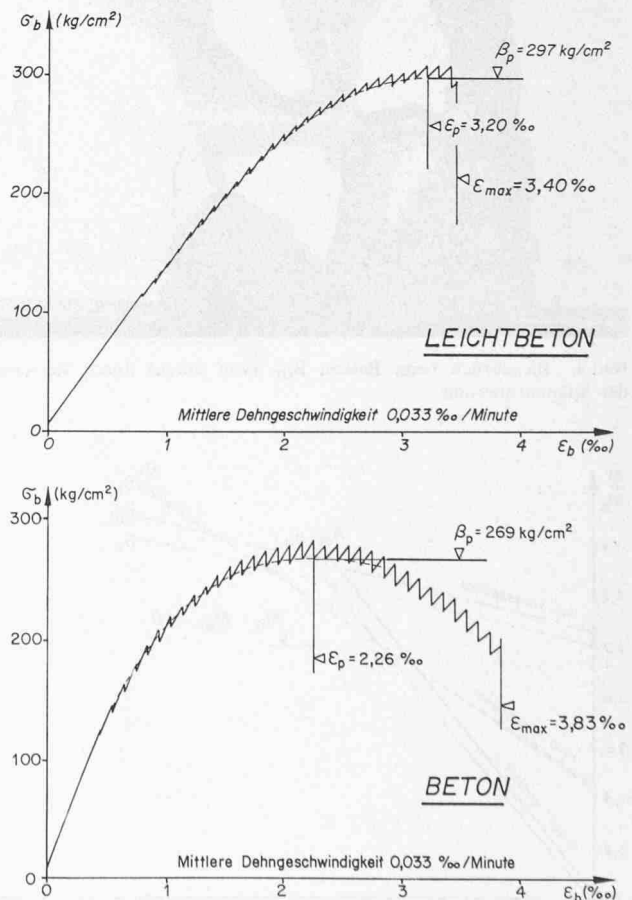 σb (kg/cm²)
300
200
100
0
βp = 297 kg/cm²
εp = 3,20 ‰
εmax = 3,40 ‰
LEICHTBETON
Mittlere Dehngeschwindigkeit 0,033 ‰/Minute
0 1 2 3 4 εb (‰)
σb (kg/cm²)
300
200
100
0
βp = 269 kg/cm²
εp = 2,26 ‰
εmax = 3,83 ‰
BETON
Mittlere Dehngeschwindigkeit 0,033 ‰/Minute
0 1 2 3 4 εb (‰)